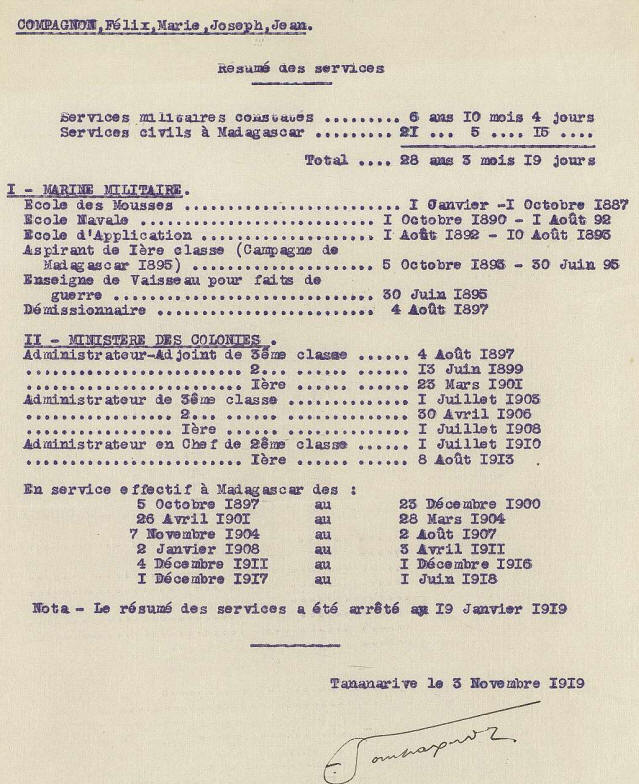 COMPAGNON,Félix,Marie,Joseph,Jean.
Résumé des services
Services militaires constatés ......... 6 ans I0 mois 4 jours
Services civils à Madagascar ......... 2I ... 5 .... I5 ....
Total .... 28 ans 3 mois I9 jours
I - MARINE MILITAIRE.
Ecole des Mousses ............................ I Janvier -I Octobre I887
Ecole Navale ............................ I Octobre I890 - I Août 92
Ecole d'Application .................... I Août I892 - I0 Août I893
Aspirant de Ière classe (Campagne de
Madagascar I895) ..................... 5 Octobre I893 - 30 Juin 95
Enseigne de Vaisseau pour faits de
guerre .............................. 30 Juin I895
Démissionnaire ......................... 4 Août I897
II - MINISTERE DES COLONIES .
Administrateur-Adjoint de 3ême classe ...... 4 Août I897
........................... 2... ...... ...... I3 Juin I899
........................... Ière ...... ...... 23 Mars I90I
Administrateur de 3ême classe ...... ...... I Juillet I903
.................. 2... ...... ...... ...... 30 Avril I906
.................. Ière ...... ...... ...... I Juillet I908
Administrateur en Chef de 2ême classe ...... I Juillet I9I0
........................... Ière ...... ...... 8 Août I9I3
En service effectif à Madagascar des :
5 Octobre I897 au 23 Décembre I900
26 Avril I90I au 28 Mars I904
7 Novembre I904 au 2 Août I907
2 Janvier I908 au 3 Avril I9II
4 Décembre I9II au I Décembre I9I6
I Décembre I9I7 au I Juin I9I8
Nota - Le résumé des services a été arrêté au I9 Janvier I9I9
Tananarive le 3 Novembre I9I9
F. Compagnon